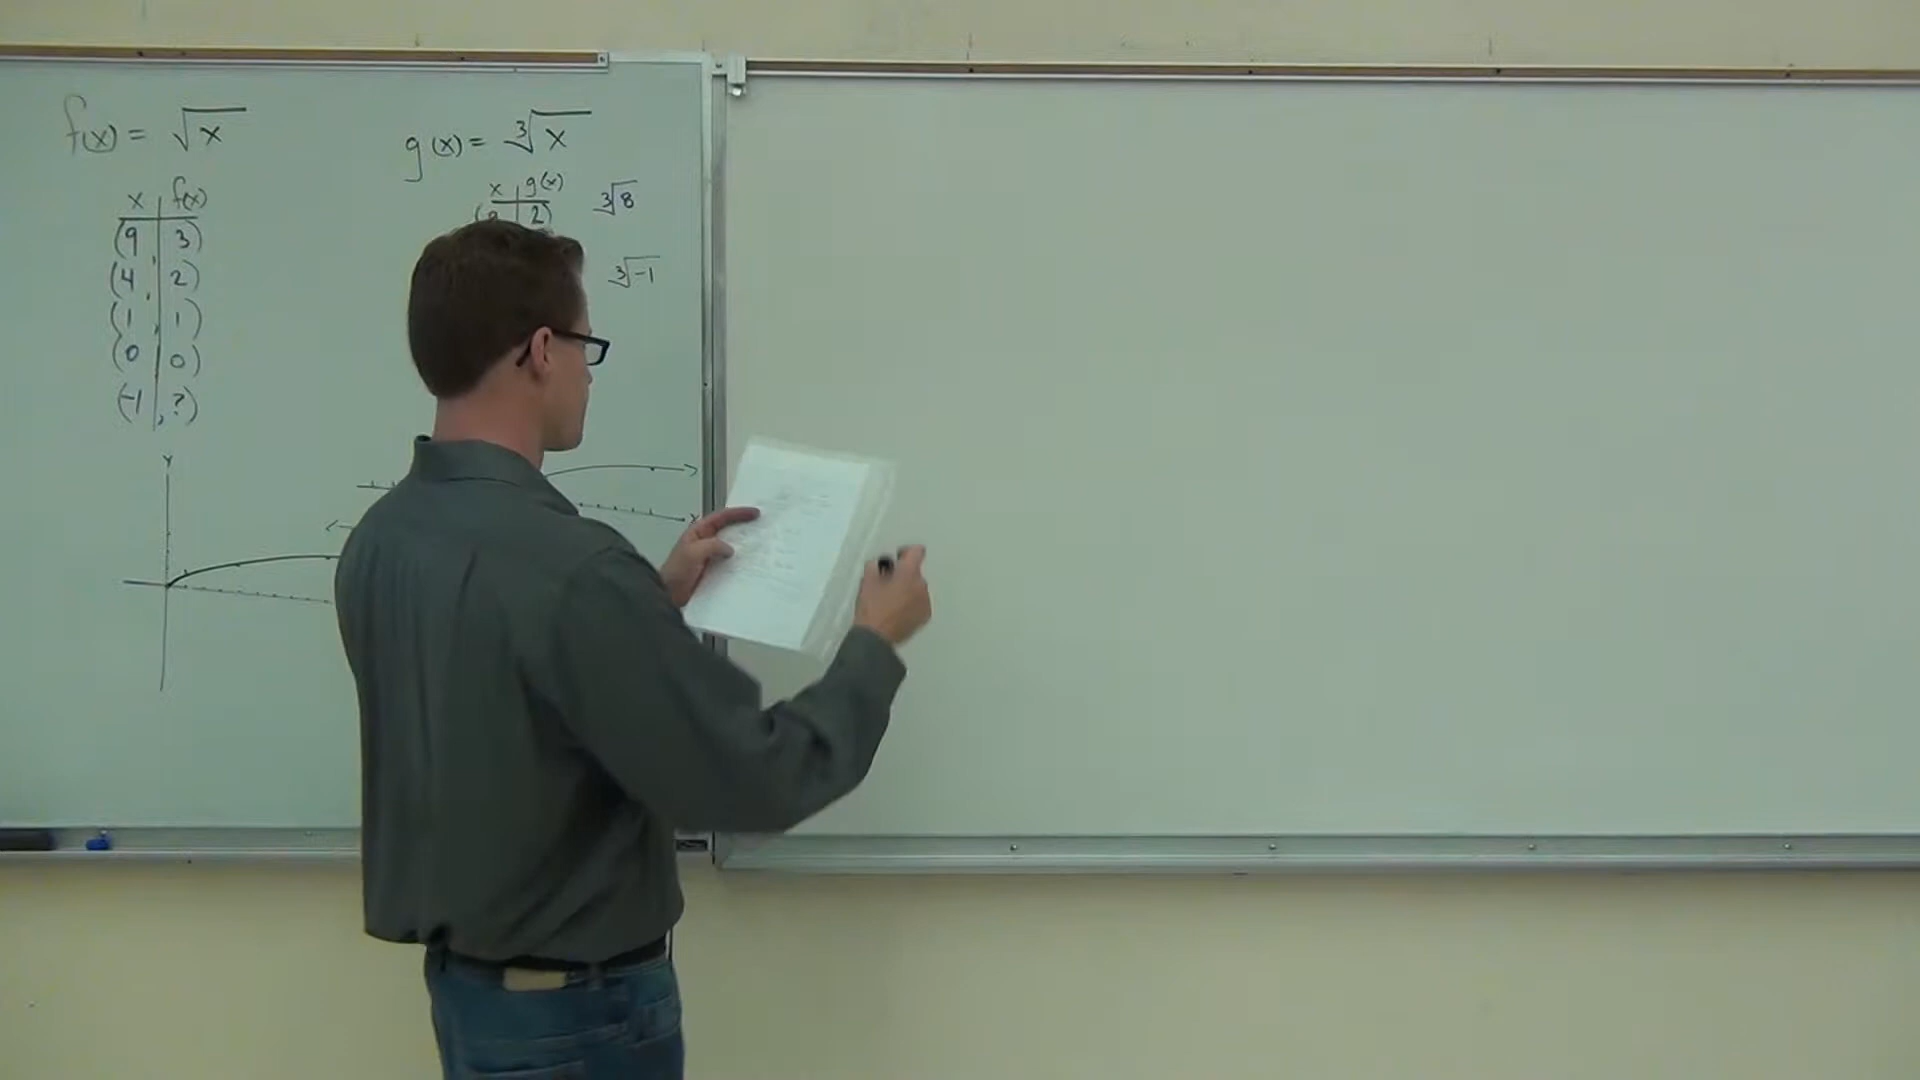 f(x) = √x
x | f(x)
(9, 3)
(4, 2)
(1, 1)
(0, 0)
(-1, ?)
y
g(x) = ∛x
x | g(x)
2)
∛8
∛-1
x